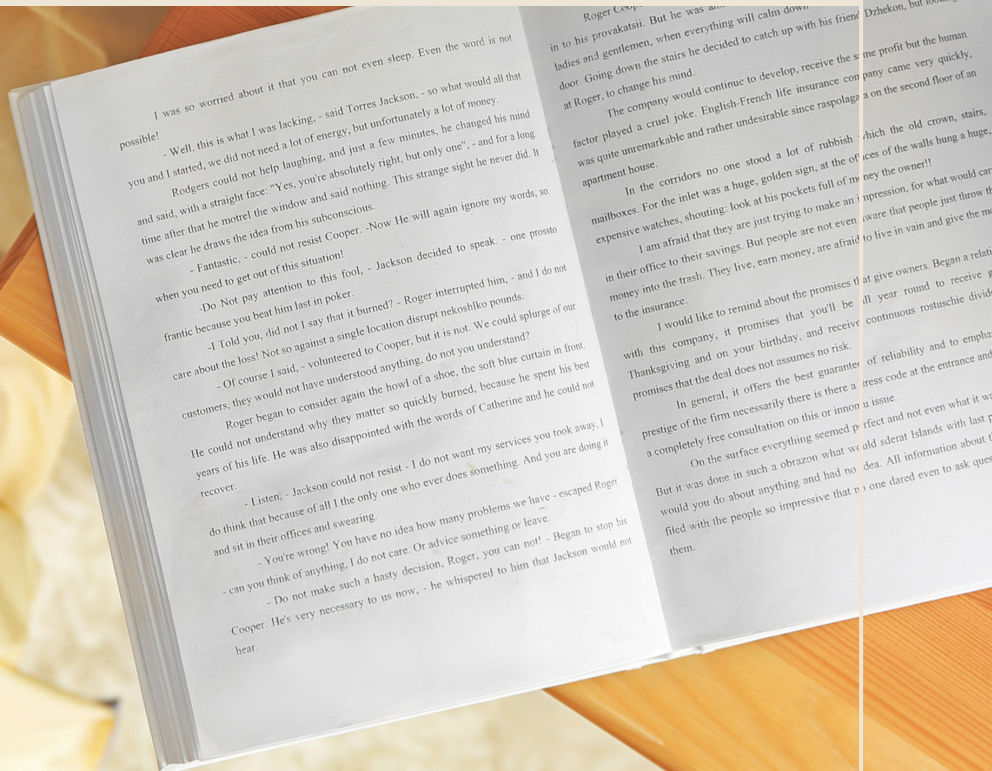 I was so worried about it that you can not even sleep. Even the word is not
possible!
- Well, this is what I was lacking, - said Torres Jackson, - so what would all that
you and I started, we did not need a lot of energy, but unfortunately a lot of money.
Rodgers could not help laughing, and just a few minutes, he changed his mind
and said, with a straight face: "Yes, you're absolutely right, but only one", - and for a long
time after that he motrel the window and said nothing. This strange sight he never did. It
was clear he draws the idea from his subconscious.
- Fantastic, - could not resist Cooper. -Now He will again ignore my words, so
when you need to get out of this situation!
-Do Not pay attention to this fool, - Jackson decided to speak. - one prossto
frantic because you beat him last in poker.
-I Told you, did not I say that it burned? - Roger interrupted him, - and I do not
care about the loss! Not so against a single location disrupt nekoshlko pounds.
- Of course I said, - volunteered to Cooper, but it is not. We could splurge of our
customers, they would not have understood anything, do not you understand?
Roger began to consider again the howl of a shoe, the soft blue curtain in front.
He could not understand why they matter so quickly burned, because he spent his best
years of his life. He was also disappointed with the words of Catherine and he could not
recover.
- Listen, - Jackson could not resist - I do not want my services you took away, I
do think that because of all I the only one who ever does something. And you are doing it
and sit in their offices and swearing.
- You're wrong! You have no idea how many problems we have - escaped Roger
- can you think of anything, I do not care. Or advice something or leave.
- Do not make such a hasty decision, Roger, you can not! - Began to stop his
Cooper. He's very necessary to us now, - he whispered to him that Jackson would not
hear.
Roger
in to his provakatsii. But he was
ladies and gentlemen, when everything will calm down
door. Going down the stairs he decided to catch up with his friend Dzhekon, but
at Roger, to change his mind.
The company would continue to develop, receive the same profit but the human
factor played a cruel joke. English-French life insurance company came very quickly,
was quite unremarkable and rather undesirable since raspolaga a on the second floor of an
apartment house.
In the corridors no one stood a lot of rubbish which the old crown, stairs,
mailboxes. For the inlet was a huge, golden sign, at the offices of the walls hung a huge,
expensive watches, shouting: look at his pockets full of money the owner!!
I am afraid that they are just trying to make an impression, for what would
in their office to their savings. But people are not even aware that people just throw
money into the trash. They live, earn money, are afraid to live in vain and give the
to the insurance.
I would like to remind about the promises that give owners. Began a
with this company, it promises that you'll be all year round to receive
Thanksgiving and on your birthday, and receive continuous rostuschie
promises that the deal does not assumes no risk.
In general, it offers the best guarantee of reliability and to
prestige of the firm necessarily there is there a dress code at the entrance and
a completely free consultation on this or innomu issue.
On the surface everything seemed perfect and not even what it
But it was done in such a obrazon what would sderat Islands with last
would you do about anything and had no idea. All information about
filed with the people so impressive that no one dared even to ask
them.